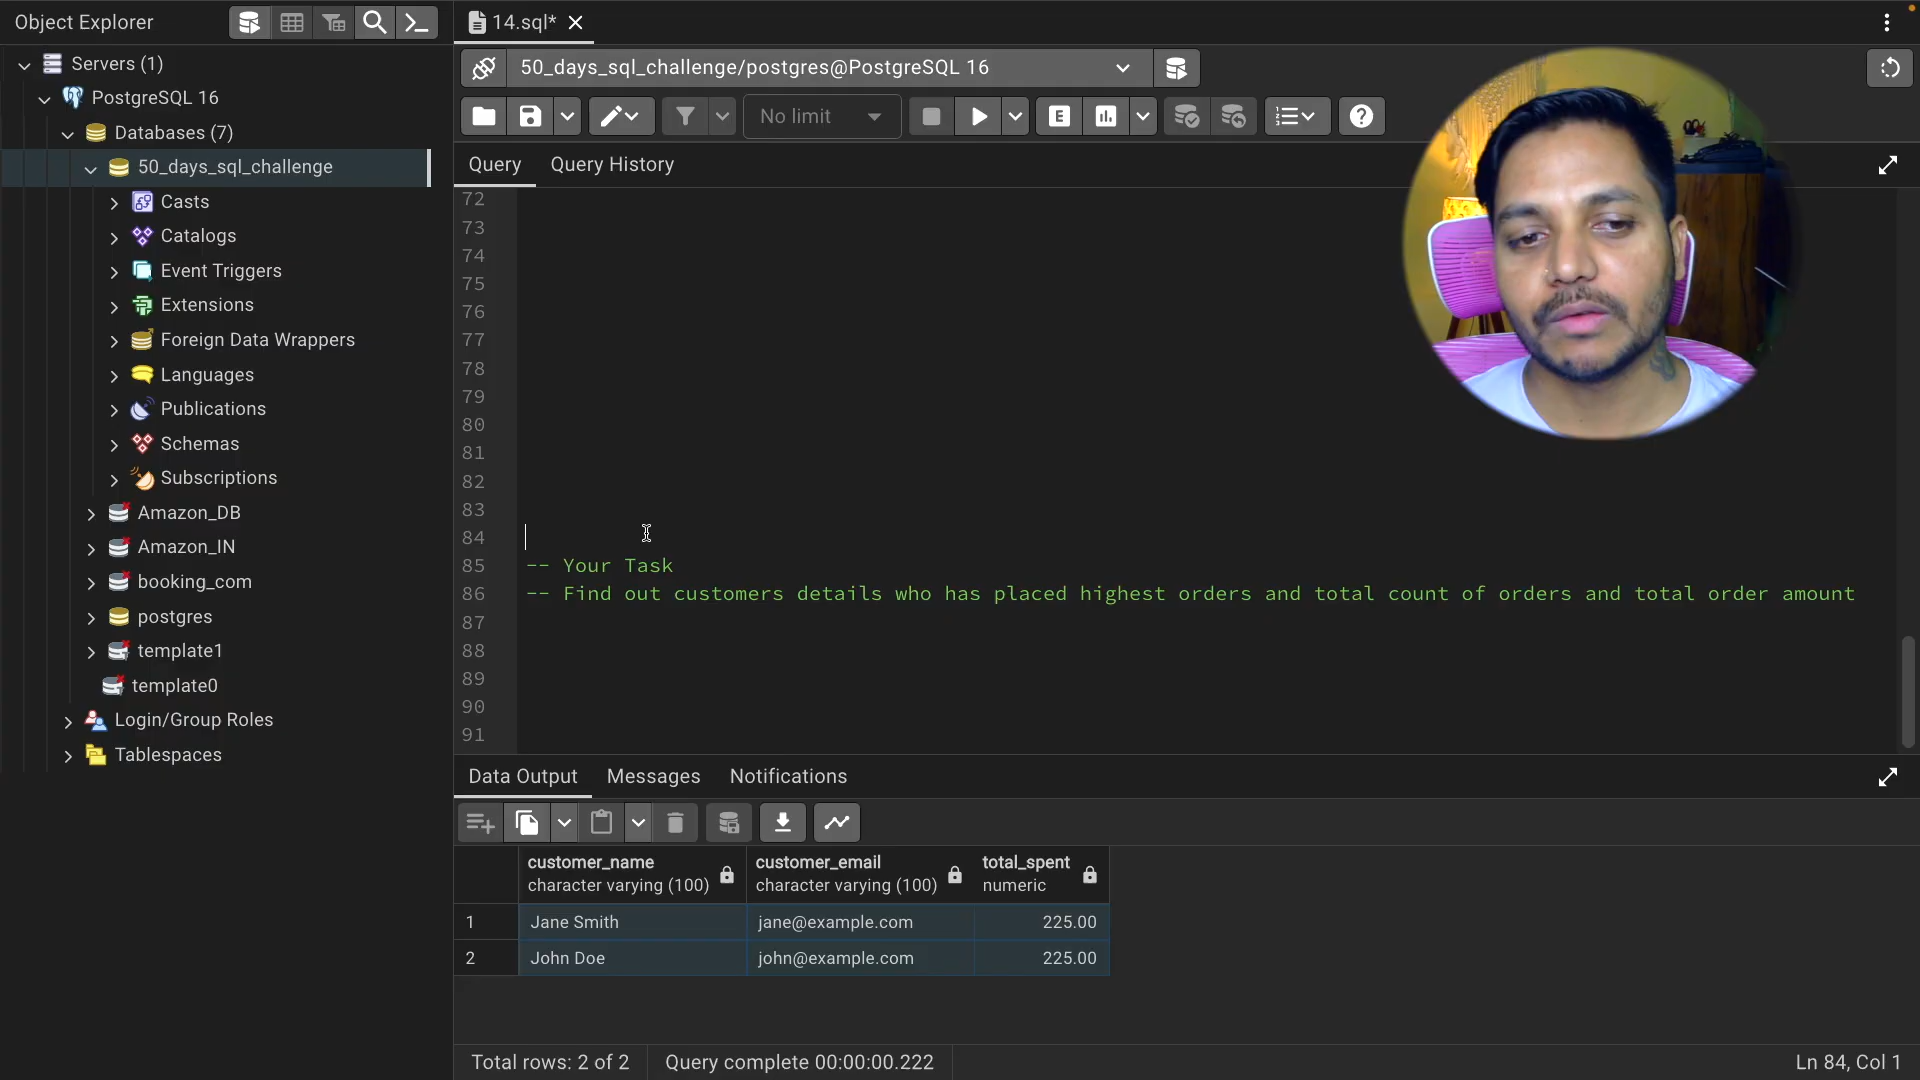 Object Explorer
14.sql*
Servers (1)
50_days_sql_challenge/postgres@PostgreSQL 16
PostgreSQL 16
Databases (7)
No limit
E
50_days_sql_challenge
Query
Query History
Casts
Catalogs
Event Triggers
Extensions
Foreign Data Wrappers
Languages
Publications
Schemas
Subscriptions
Amazon_DB
Amazon_IN
booking_com
postgres
template1
template0
Login/Group Roles
Tablespaces
72
73
74
75
76
77
78
79
80
81
82
83
84
85 -- Your Task
86 -- Find out customers details who has placed highest orders and total count of orders and total order amount
87
88
89
90
91
Data Output
Messages
Notifications
customer_name
character varying (100)
customer_email
character varying (100)
total_spent
numeric
1 Jane Smith jane@example.com 225.00
2 John Doe john@example.com 225.00
Total rows: 2 of 2
Query complete 00:00:00.222
Ln 84, Col 1